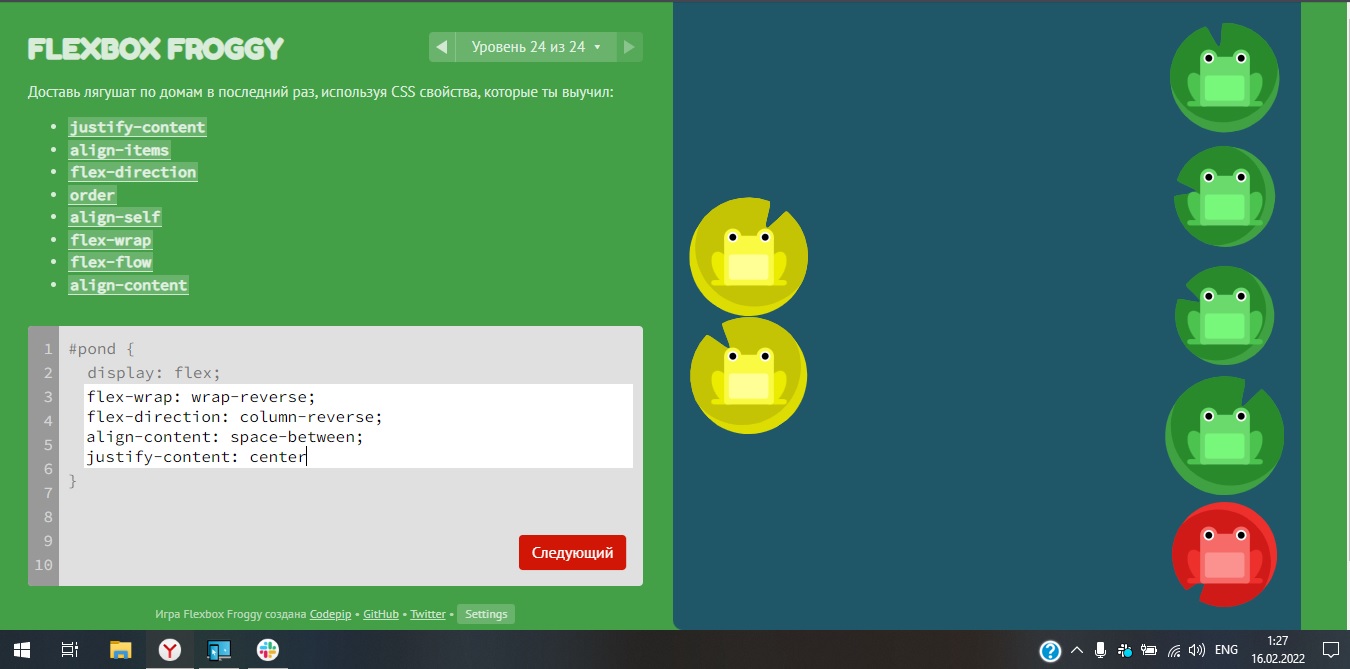 FLEXBOX FROGGY
Уровень 24 из 24
Доставь лягушат по домам в последний раз, используя CSS свойства, которые ты выучил:
justify-content
align-items
flex-direction
order
align-self
flex-wrap
flex-flow
align-content
1 #pond {
2 display: flex;
3 flex-wrap: wrap-reverse;
4 flex-direction: column-reverse;
5 align-content: space-between;
6 justify-content: center
7 }
8
9
10
Следующий
Игра Flexbox Froggy создана Codepip • GitHub • Twitter • Settings
ENG
1:27
16.02.2022